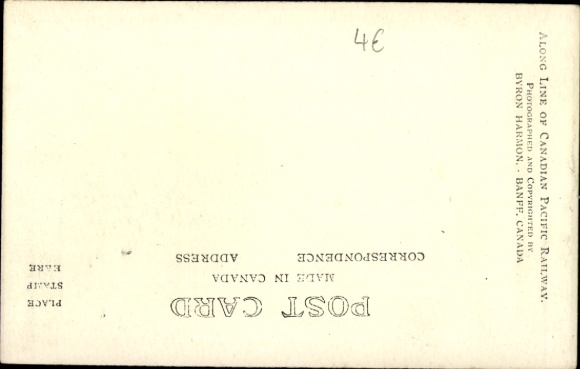 4€
ALONG LINE OF CANADIAN PACIFIC RAILWAY.
PHOTOGRAPHED AND COPYRIGHTED BY
BYRON HARMON. - BANFF, CANADA
POST CARD
MADE IN CANADA
CORRESPONDENCE ADDRESS
PLACE
STAMP
HERE